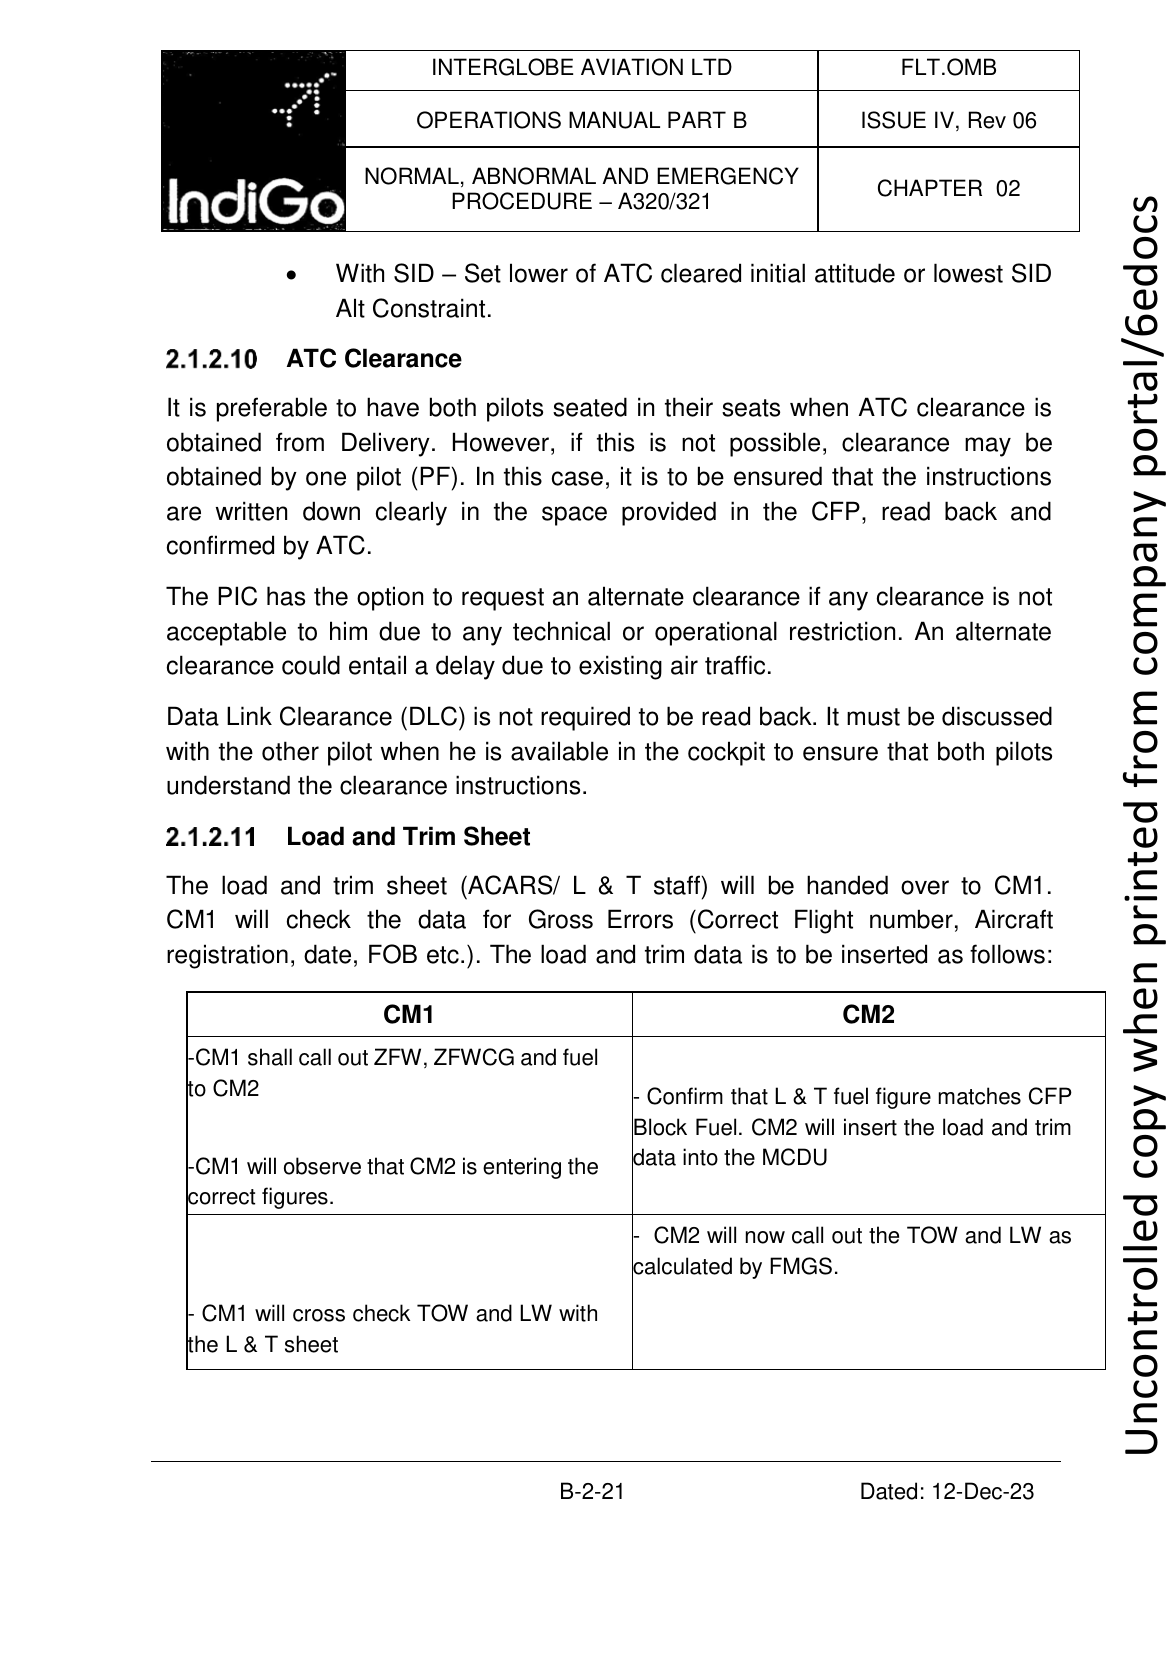 IndiGo
INTERGLOBE AVIATION LTD
FLT.OMB
OPERATIONS MANUAL PART B
ISSUE IV, Rev 06
NORMAL, ABNORMAL AND EMERGENCY
PROCEDURE – A320/321
CHAPTER 02
• With SID – Set lower of ATC cleared initial attitude or lowest SID
Alt Constraint.
2.1.2.10 ATC Clearance
It is preferable to have both pilots seated in their seats when ATC clearance is
obtained from Delivery. However, if this is not possible, clearance may be
obtained by one pilot (PF). In this case, it is to be ensured that the instructions
are written down clearly in the space provided in the CFP, read back and
confirmed by ATC.
The PIC has the option to request an alternate clearance if any clearance is not
acceptable to him due to any technical or operational restriction. An alternate
clearance could entail a delay due to existing air traffic.
Data Link Clearance (DLC) is not required to be read back. It must be discussed
with the other pilot when he is available in the cockpit to ensure that both pilots
understand the clearance instructions.
2.1.2.11 Load and Trim Sheet
The load and trim sheet (ACARS/ L & T staff) will be handed over to CM1.
CM1 will check the data for Gross Errors (Correct Flight number, Aircraft
registration, date, FOB etc.). The load and trim data is to be inserted as follows:
CM1
CM2
-CM1 shall call out ZFW, ZFWCG and fuel
to CM2
-CM1 will observe that CM2 is entering the
correct figures.
- Confirm that L & T fuel figure matches CFP
Block Fuel. CM2 will insert the load and trim
data into the MCDU
- CM1 will cross check TOW and LW with
the L & T sheet
- CM2 will now call out the TOW and LW as
calculated by FMGS.
B-2-21
Dated: 12-Dec-23
Uncontrolled copy when printed from company portal/6edocs